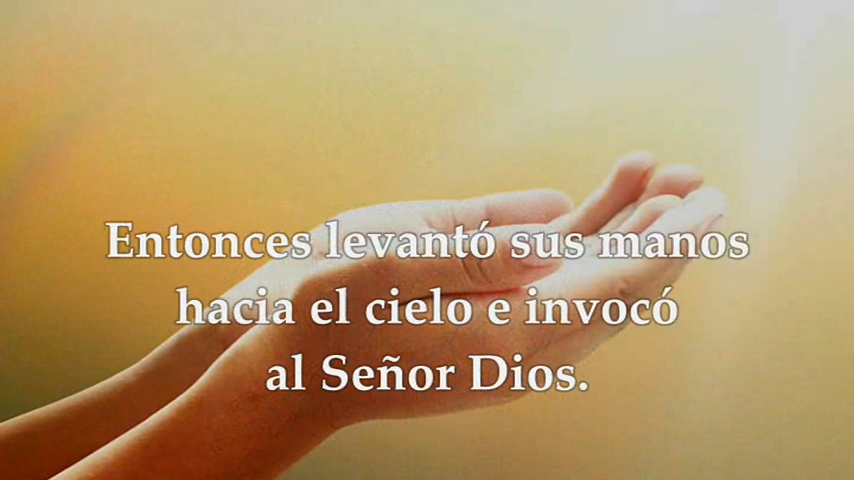 Entonces levantó sus manos
hacia el cielo e invocó
al Señor Dios.